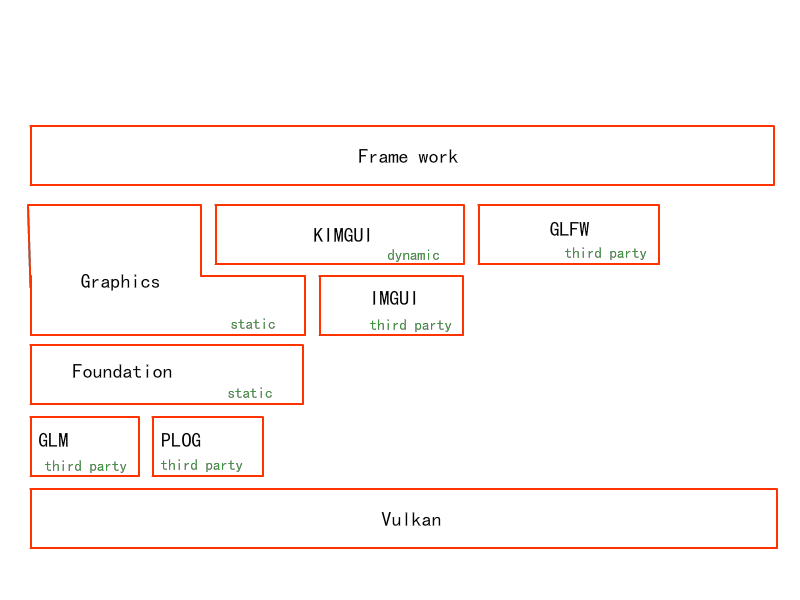 Frame work
KIMGUI
dynamic
GLFW
third party
Graphics
static
IMGUI
third party
Foundation
static
GLM
third party
PLOG
third party
Vulkan